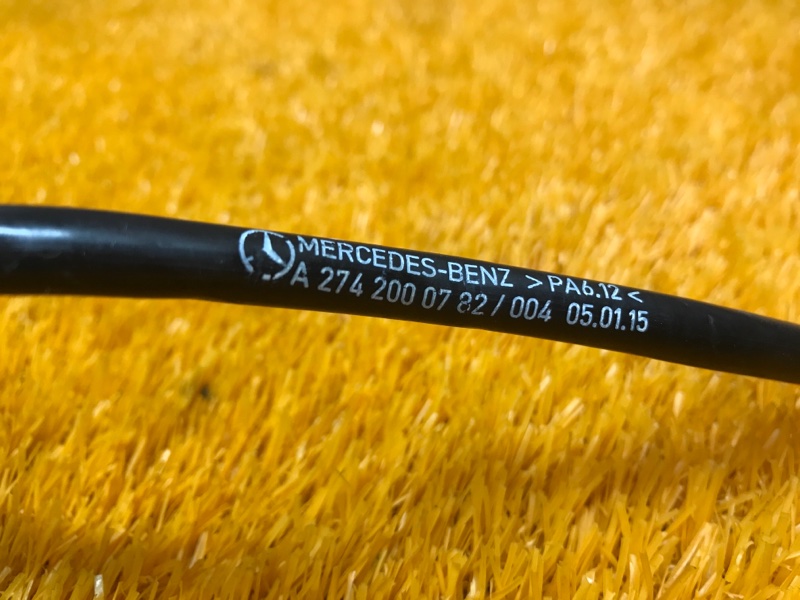 MERCEDES-BENZ >PA6.12<
A 274 200 07 82/004 05.01.15